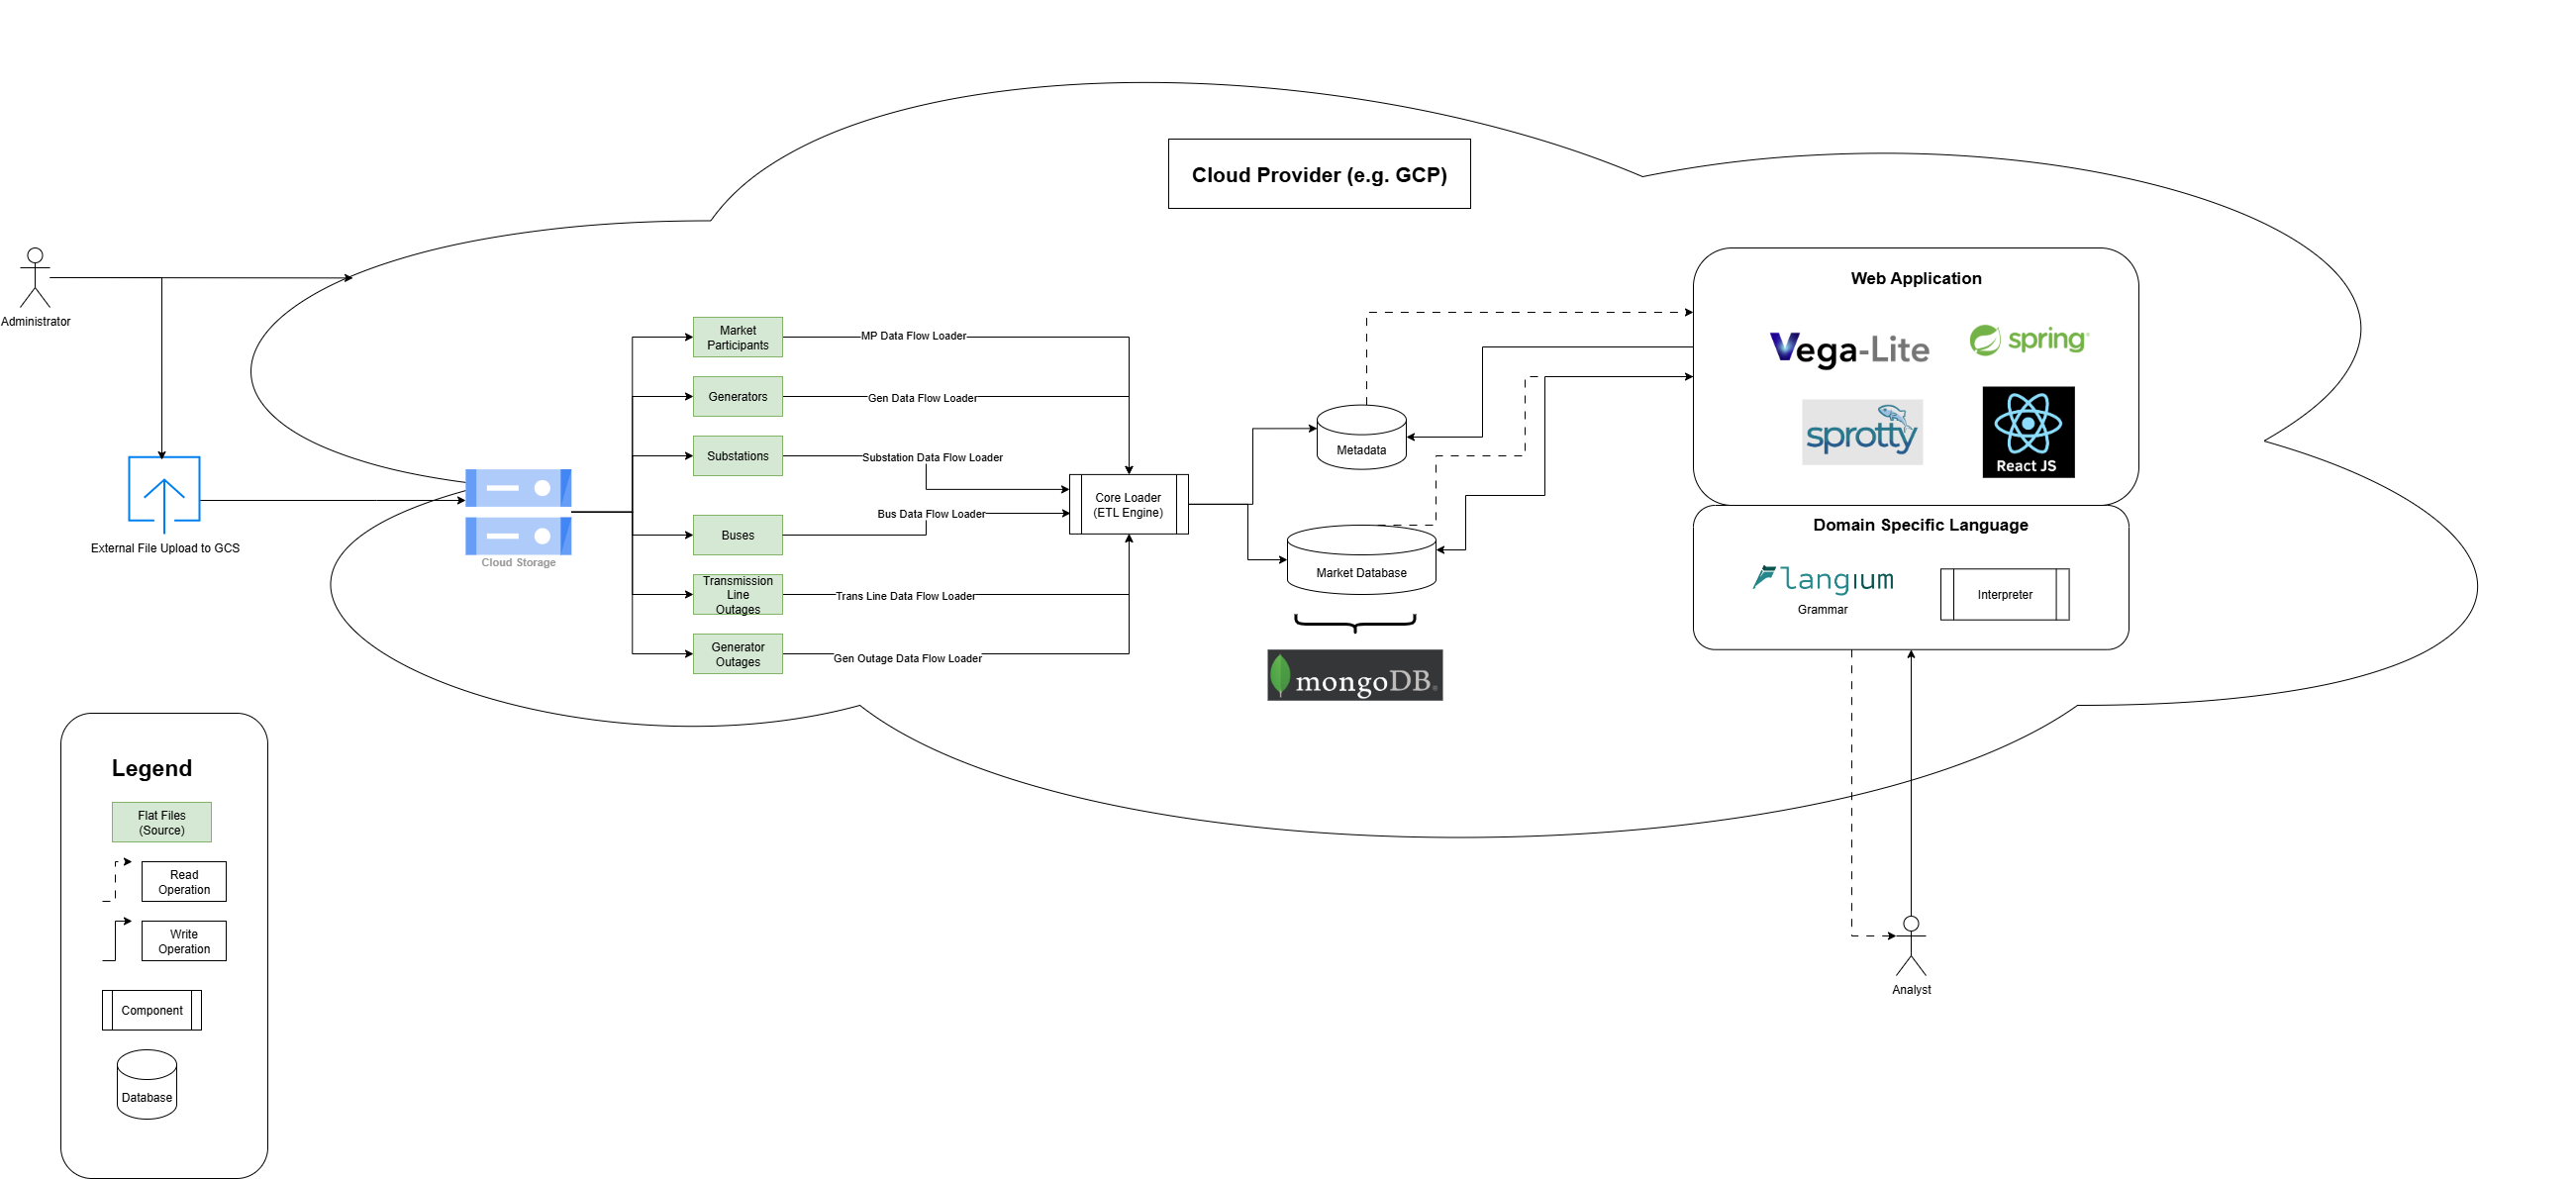 Cloud Provider (e.g. GCP)
Administrator
External File Upload to GCS
Cloud Storage
Market
Participants
Generators
Substations
Buses
Transmission
Line
Outages
Generator
Outages
MP Data Flow Loader
Gen Data Flow Loader
Substation Data Flow Loader
Bus Data Flow Loader
Trans Line Data Flow Loader
Gen Outage Data Flow Loader
Core Loader
(ETL Engine)
Metadata
Market Database
mongoDB®
Web Application
Vega-Lite
spring®
sprotty
React JS
Domain Specific Language
langium
Grammar
Interpreter
Analyst
Legend
Flat Files
(Source)
Read
Operation
Write
Operation
Component
Database